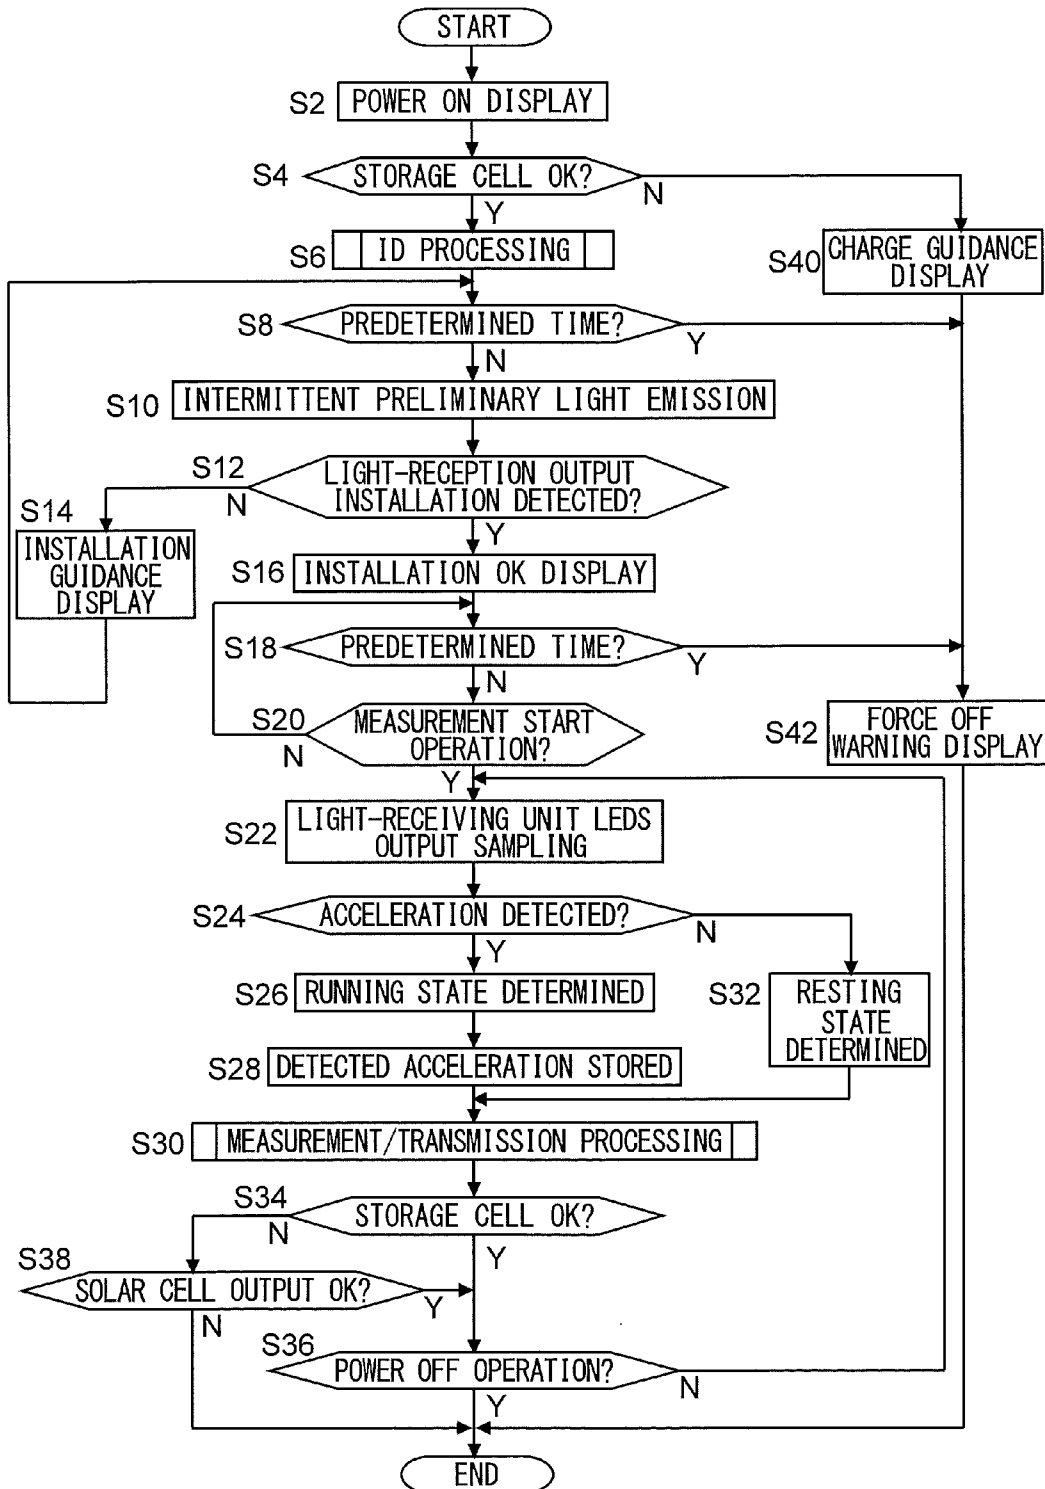 START
S2
POWER ON DISPLAY
S4
STORAGE CELL OK?
N
Y
S6
ID PROCESSING
S40
CHARGE GUIDANCE
DISPLAY
S8
PREDETERMINED TIME?
Y
N
S10
INTERMITTENT PRELIMINARY LIGHT EMISSION
S12
LIGHT-RECEPTION OUTPUT
INSTALLATION DETECTED?
N
Y
S14
INSTALLATION
GUIDANCE
DISPLAY
S16
INSTALLATION OK DISPLAY
S18
PREDETERMINED TIME?
Y
N
S20
MEASUREMENT START
OPERATION?
N
Y
S42
FORCE OFF
WARNING DISPLAY
S22
LIGHT-RECEIVING UNIT LEDS
OUTPUT SAMPLING
S24
ACCELERATION DETECTED?
N
Y
S26
RUNNING STATE DETERMINED
S32
RESTING
STATE
DETERMINED
S28
DETECTED ACCELERATION STORED
S30
MEASUREMENT/TRANSMISSION PROCESSING
S34
STORAGE CELL OK?
N
Y
S38
SOLAR CELL OUTPUT OK?
Y
N
S36
POWER OFF OPERATION?
N
Y
END